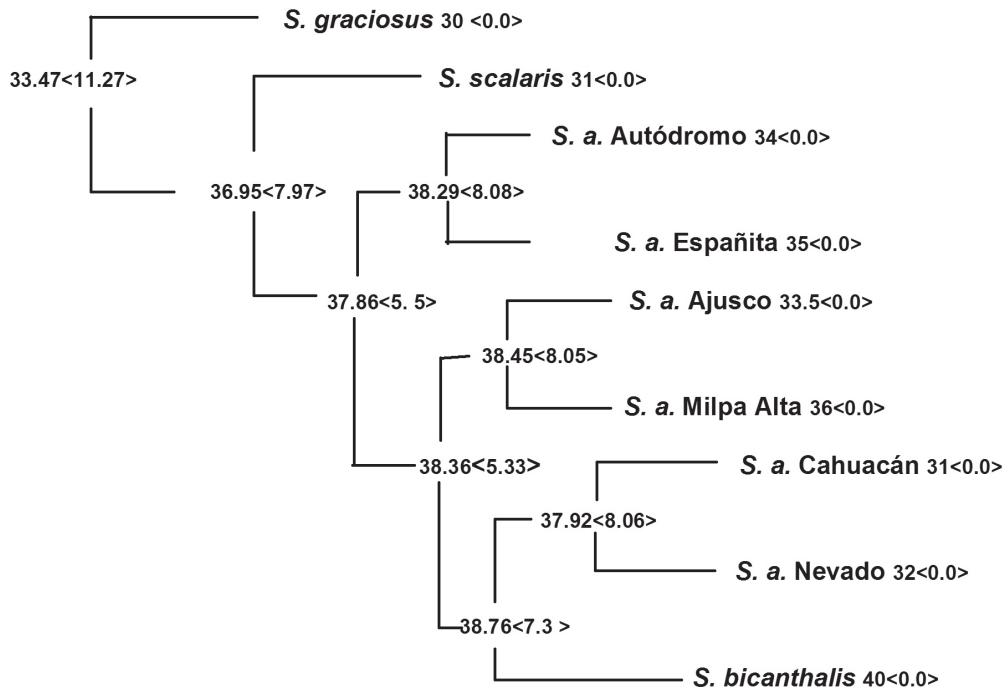 S. graciosus 30 <0.0>
33.47<11.27>
S. scalaris 31<0.0>
S. a. Autódromo 34<0.0>
36.95<7.97>
38.29<8.08>
S. a. Españita 35<0.0>
37.86<5. 5>
S. a. Ajusco 33.5<0.0>
38.45<8.05>
S. a. Milpa Alta 36<0.0>
38.36<5.33>
S. a. Cahuacán 31<0.0>
37.92<8.06>
S. a. Nevado 32<0.0>
38.76<7.3 >
S. bicanthalis 40<0.0>